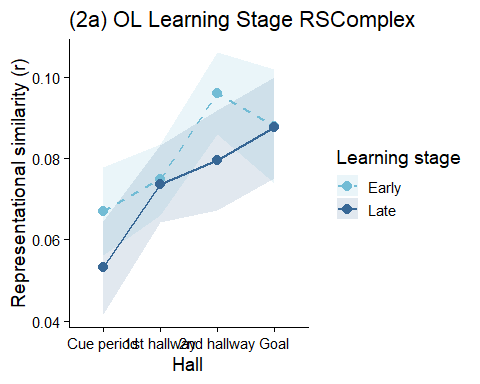 (2a) OL Learning Stage RSComplex
Representational similarity (r)
0.10
0.08
0.06
0.04
Cue period 1st hallway 2nd hallway Goal
Hall
Learning stage
Early
Late